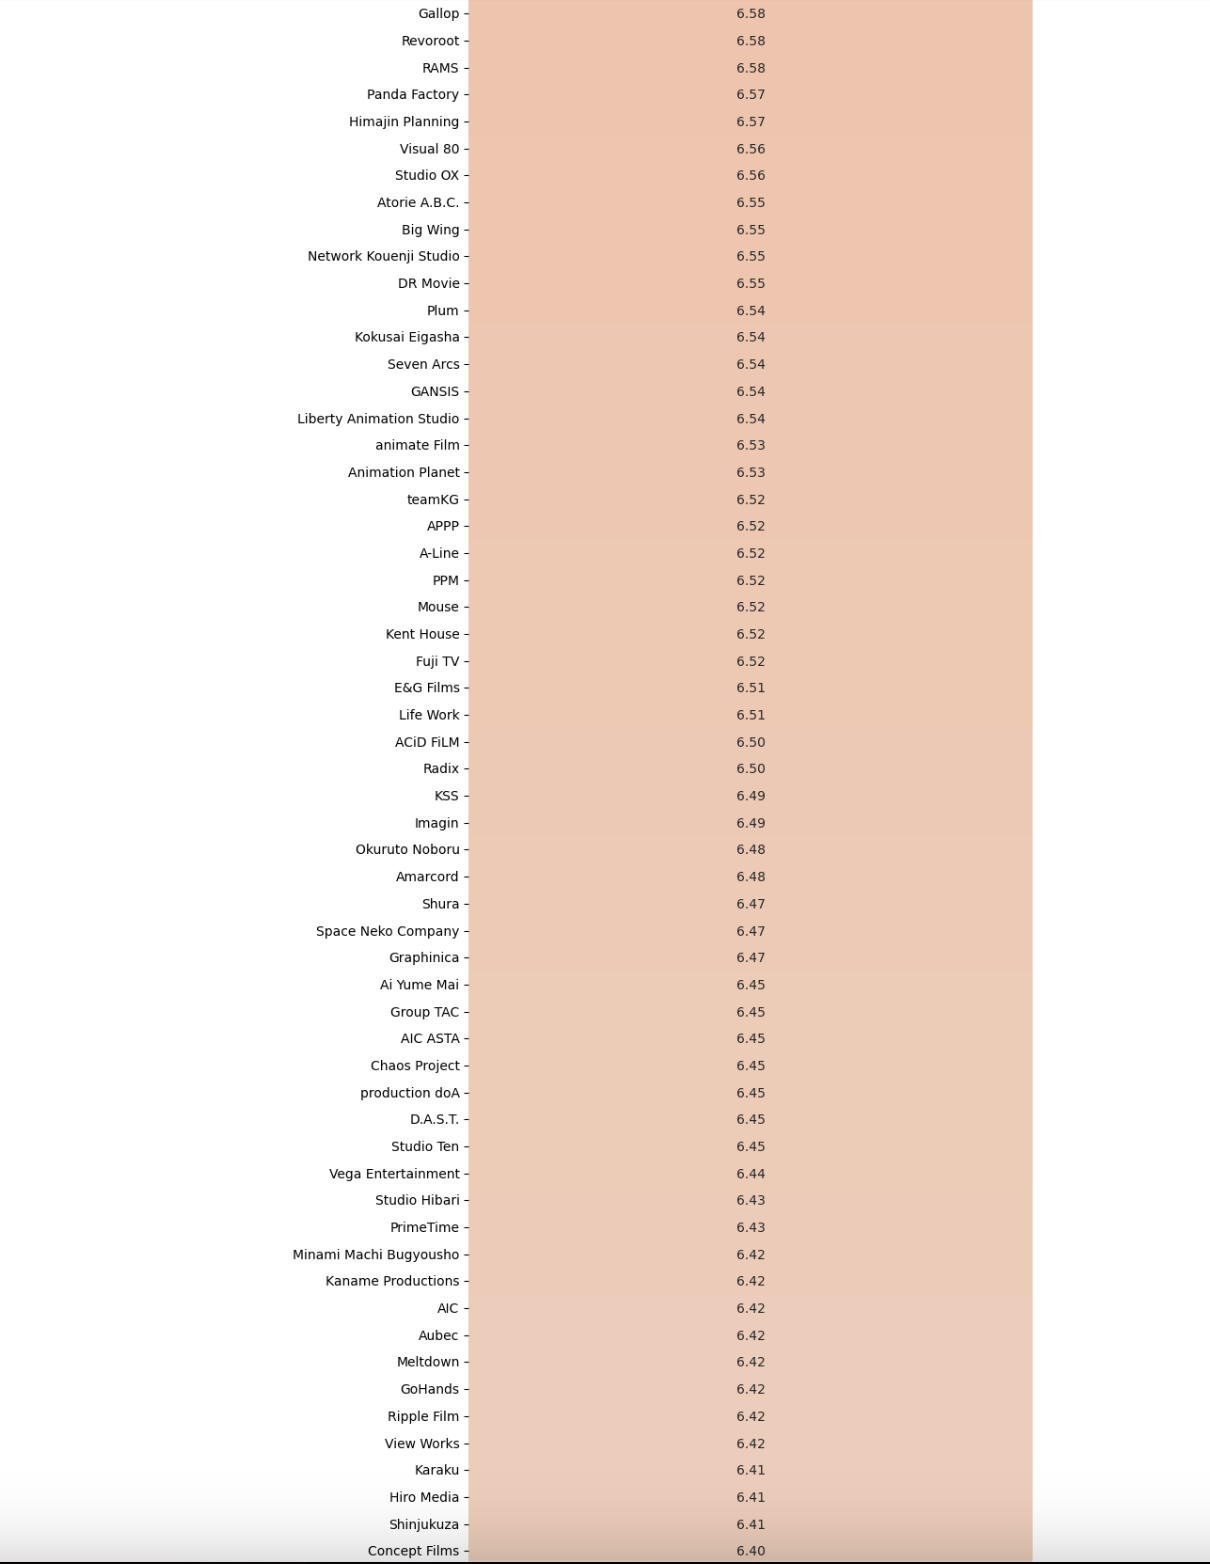 Gallop 6.58
Revoroot 6.58
RAMS 6.58
Panda Factory 6.57
Himajin Planning 6.57
Visual 80 6.56
Studio OX 6.56
Atorie A.B.C. 6.55
Big Wing 6.55
Network Kouenji Studio 6.55
DR Movie 6.55
Plum 6.54
Kokusai Eigasha 6.54
Seven Arcs 6.54
GANSIS 6.54
Liberty Animation Studio 6.54
animate Film 6.53
Animation Planet 6.53
teamKG 6.52
APPP 6.52
A-Line 6.52
PPM 6.52
Mouse 6.52
Kent House 6.52
Fuji TV 6.52
E&G Films 6.51
Life Work 6.51
ACiD FiLM 6.50
Radix 6.50
KSS 6.49
Imagin 6.49
Okuruto Noboru 6.48
Amarcord 6.48
Shura 6.47
Space Neko Company 6.47
Graphinica 6.47
Ai Yume Mai 6.45
Group TAC 6.45
AIC ASTA 6.45
Chaos Project 6.45
production doA 6.45
D.A.S.T. 6.45
Studio Ten 6.45
Vega Entertainment 6.44
Studio Hibari 6.43
PrimeTime 6.43
Minami Machi Bugyousho 6.42
Kaname Productions 6.42
AIC 6.42
Aubec 6.42
Meltdown 6.42
GoHands 6.42
Ripple Film 6.42
View Works 6.42
Karaku 6.41
Hiro Media 6.41
Shinjukuza 6.41
Concept Films 6.40